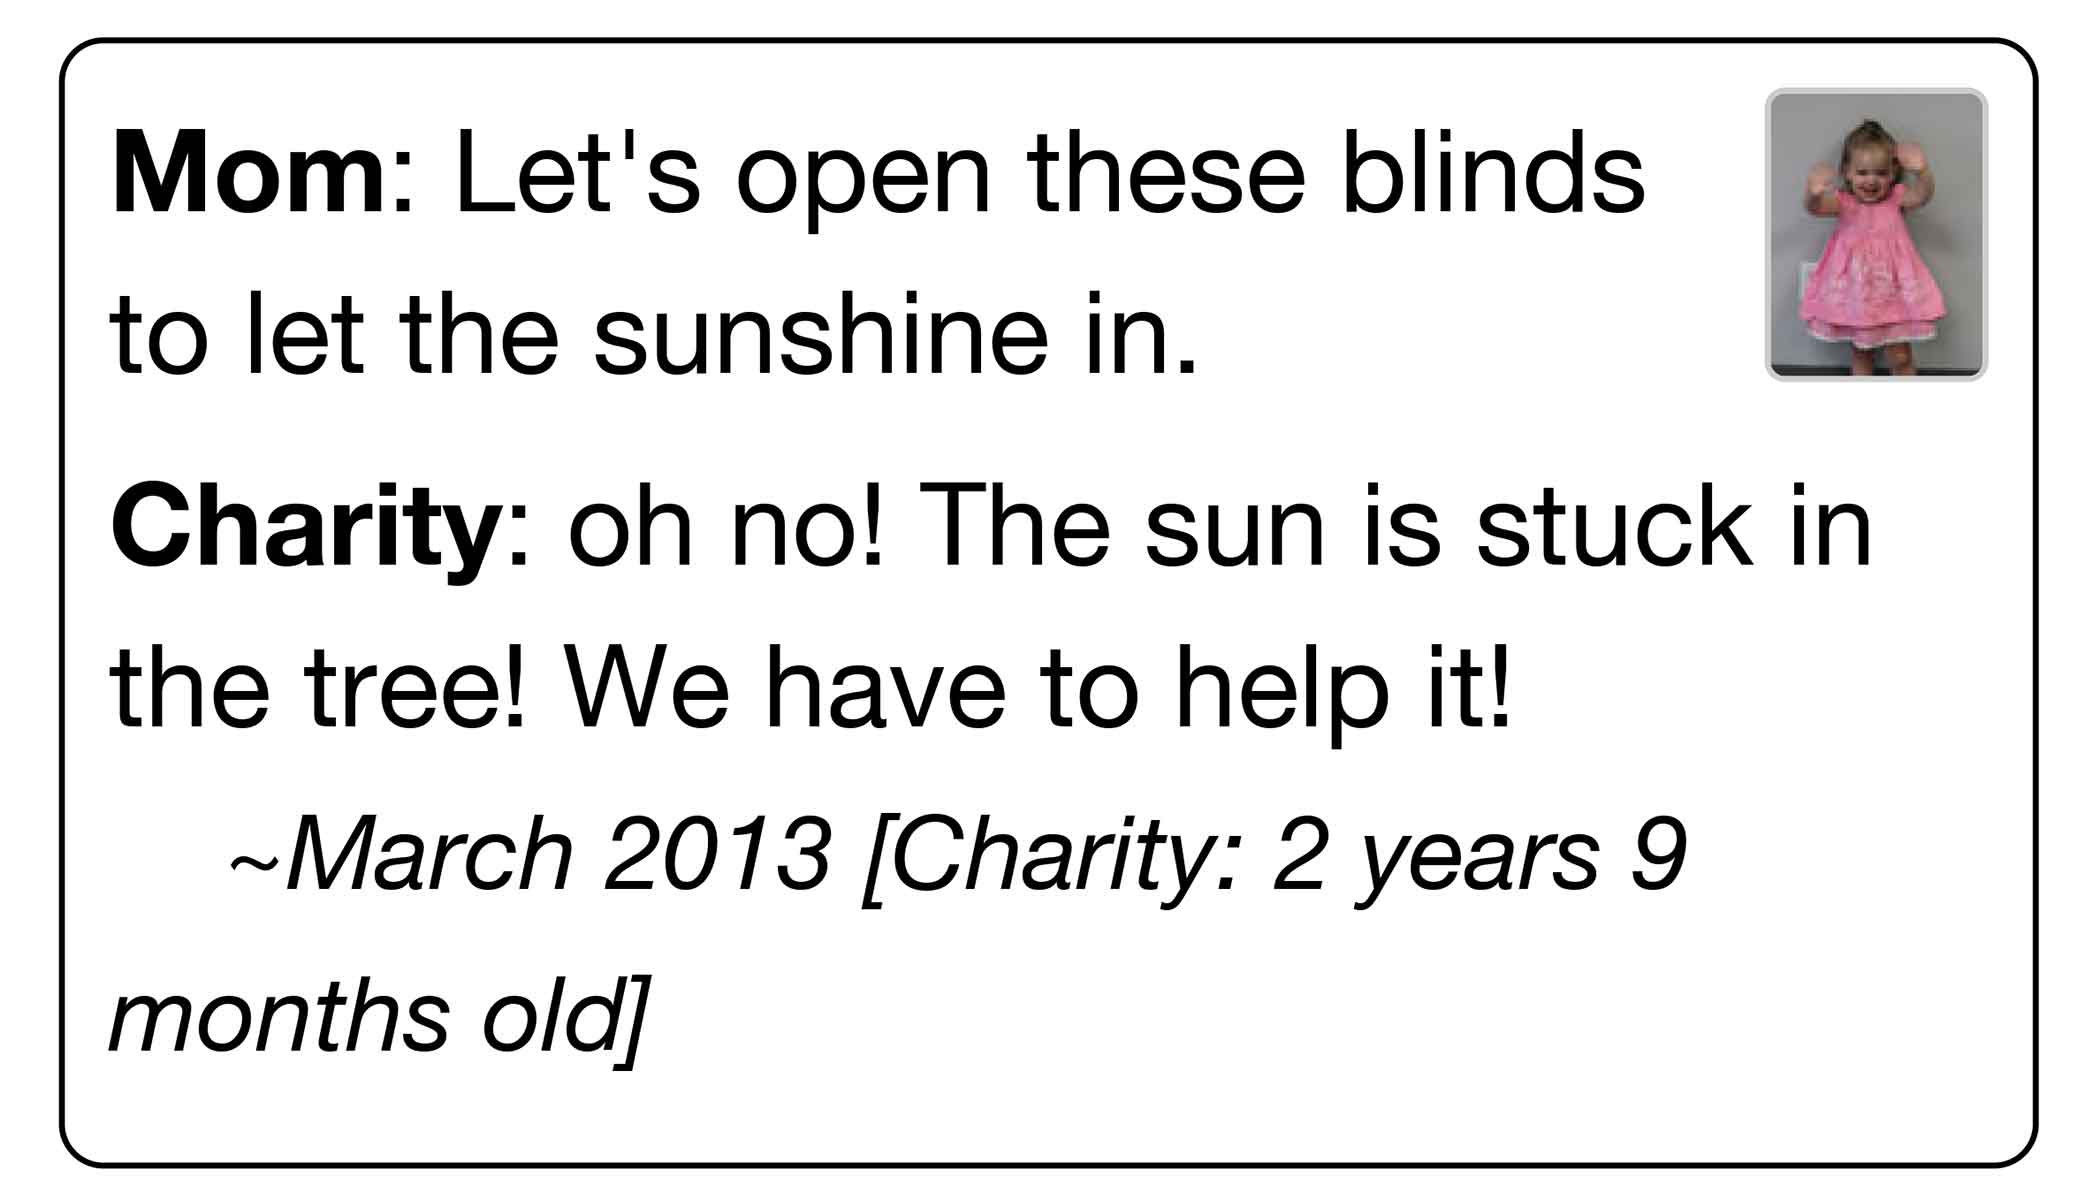 Mom: Let's open these blinds
to let the sunshine in.
Charity: oh no! The sun is stuck in
the tree! We have to help it!
~March 2013 [Charity: 2 years 9
months old]